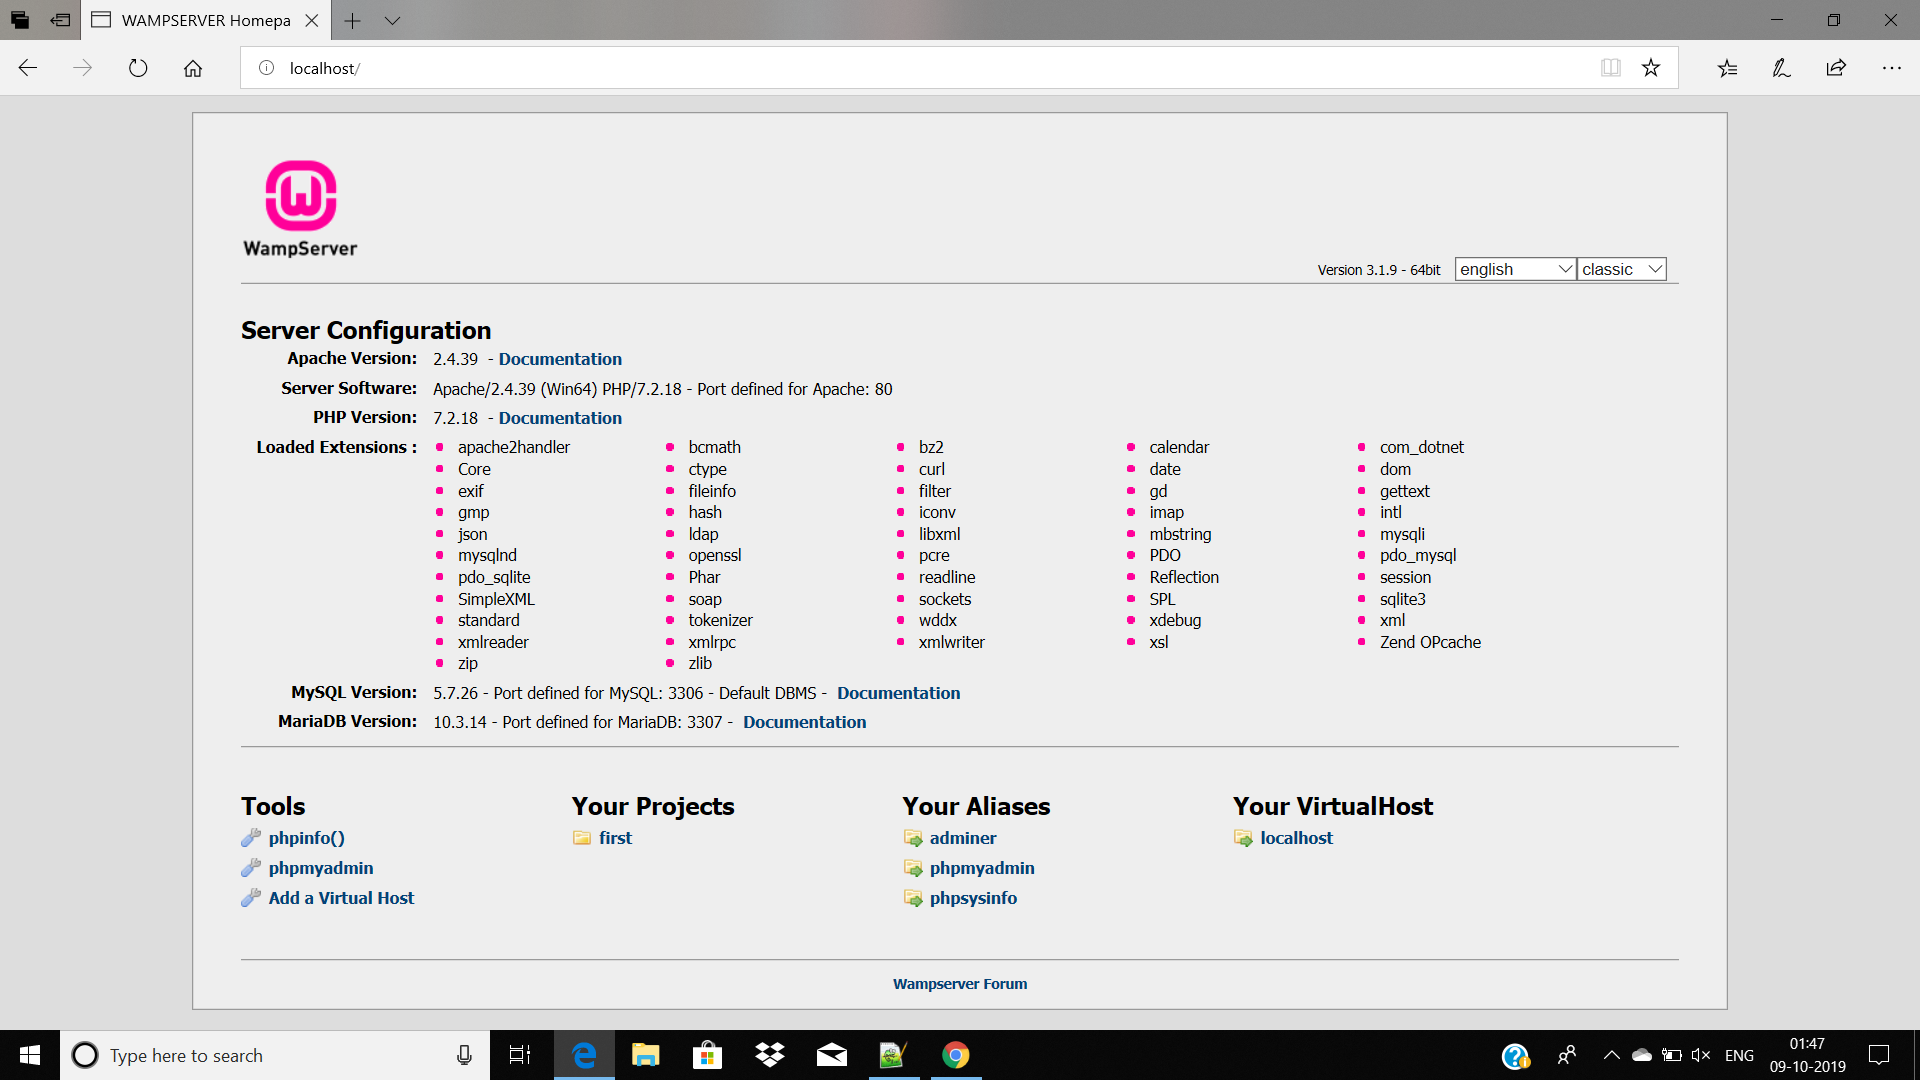 WAMPSERVER Homepa
localhost/
WampServer
Version 3.1.9 - 64bit english classic
Server Configuration
Apache Version: 2.4.39 - Documentation
Server Software: Apache/2.4.39 (Win64) PHP/7.2.18 - Port defined for Apache: 80
PHP Version: 7.2.18 - Documentation
Loaded Extensions : apache2handler bcmath bz2 calendar com_dotnet
Core ctype curl date dom
exif fileinfo filter gd gettext
gmp hash iconv imap intl
json ldap libxml mbstring mysqli
mysqlnd openssl pcre PDO pdo_mysql
pdo_sqlite Phar readline Reflection session
SimpleXML soap sockets SPL sqlite3
standard tokenizer wddx xdebug xml
xmlreader xmlrpc xmlwriter xsl Zend OPcache
zip zlib
MySQL Version: 5.7.26 - Port defined for MySQL: 3306 - Default DBMS - Documentation
MariaDB Version: 10.3.14 - Port defined for MariaDB: 3307 - Documentation
Tools
phpinfo()
phpmyadmin
Add a Virtual Host
Your Projects
first
Your Aliases
adminer
phpmyadmin
phpsysinfo
Your VirtualHost
localhost
Wampserver Forum
Type here to search
ENG
01:47
09-10-2019